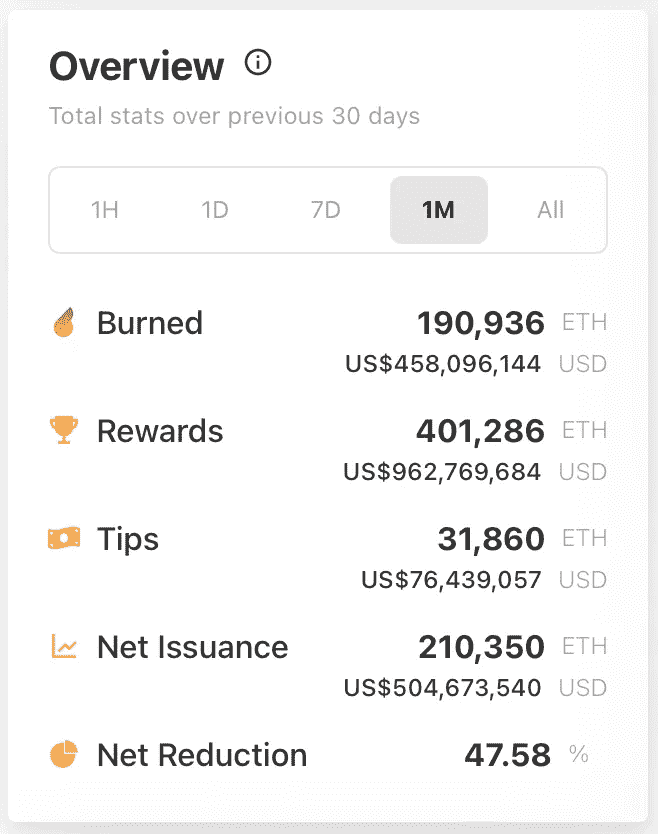 Overview
Total stats over previous 30 days
1H 1D 7D 1M All
Burned 190,936 ETH
US$458,096,144 USD
Rewards 401,286 ETH
US$962,769,684 USD
Tips 31,860 ETH
US$76,439,057 USD
Net Issuance 210,350 ETH
US$504,673,540 USD
Net Reduction 47.58 %